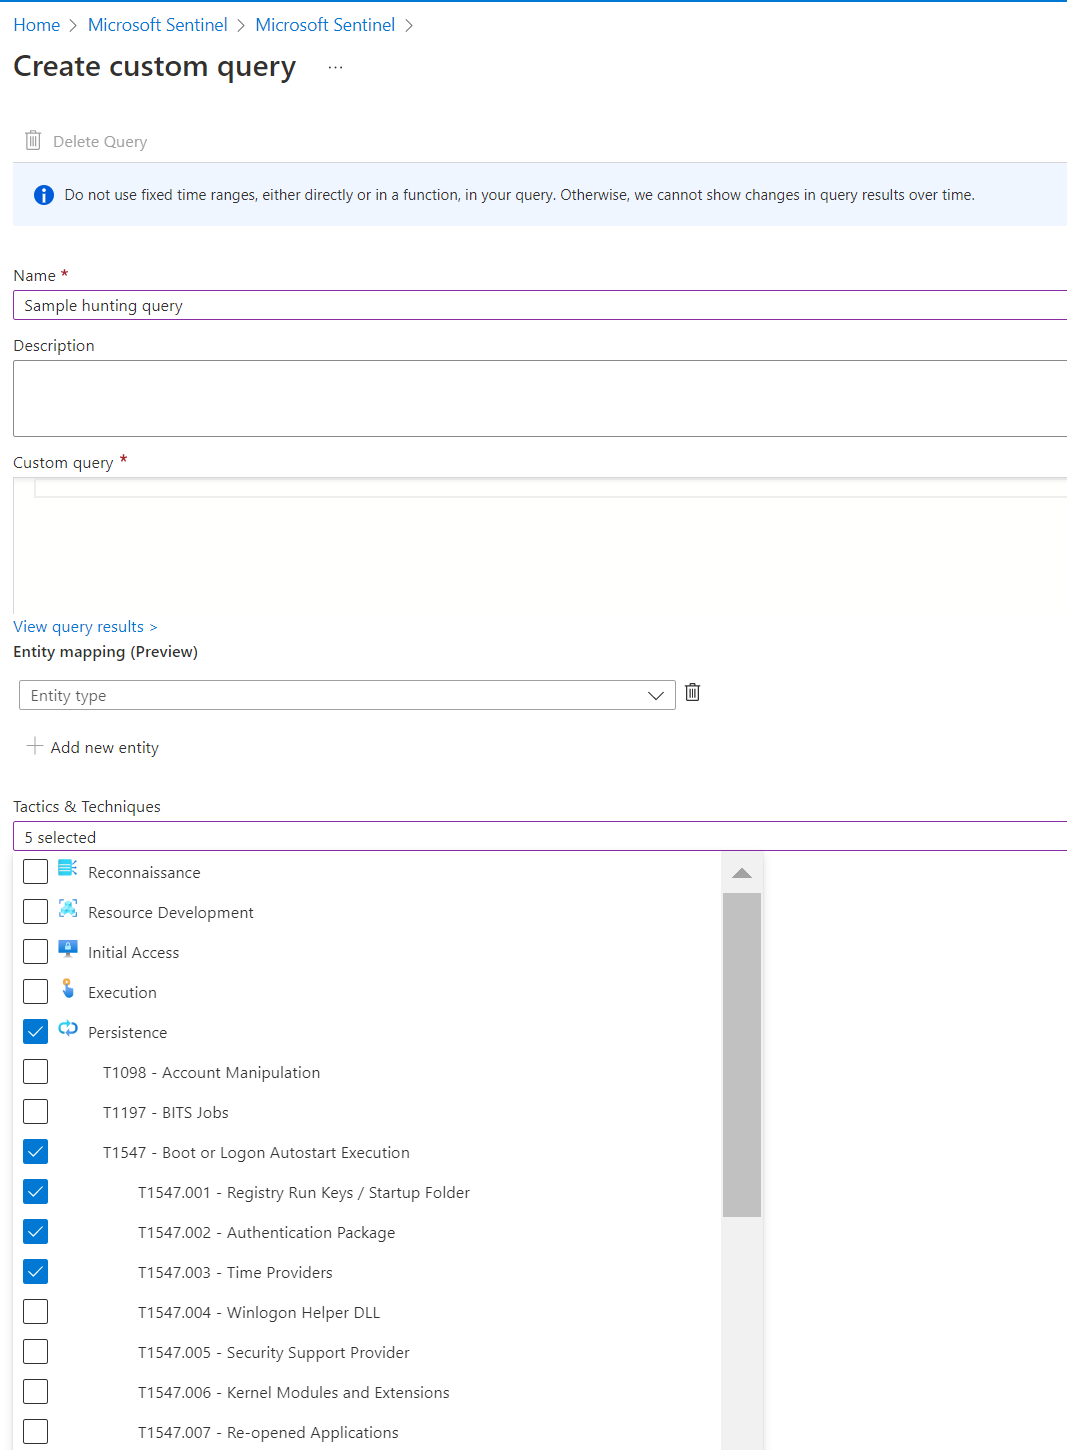 Home > Microsoft Sentinel > Microsoft Sentinel >
Create custom query ...
Delete Query
Do not use fixed time ranges, either directly or in a function, in your query. Otherwise, we cannot show changes in query results over time.
Name *
Sample hunting query
Description
Custom query *
View query results >
Entity mapping (Preview)
Entity type
Add new entity
Tactics & Techniques
5 selected
Reconnaissance
Resource Development
Initial Access
Execution
Persistence
T1098 - Account Manipulation
T1197 - BITS Jobs
T1547 - Boot or Logon Autostart Execution
T1547.001 - Registry Run Keys / Startup Folder
T1547.002 - Authentication Package
T1547.003 - Time Providers
T1547.004 - Winlogon Helper DLL
T1547.005 - Security Support Provider
T1547.006 - Kernel Modules and Extensions
T1547.007 - Re-opened Applications